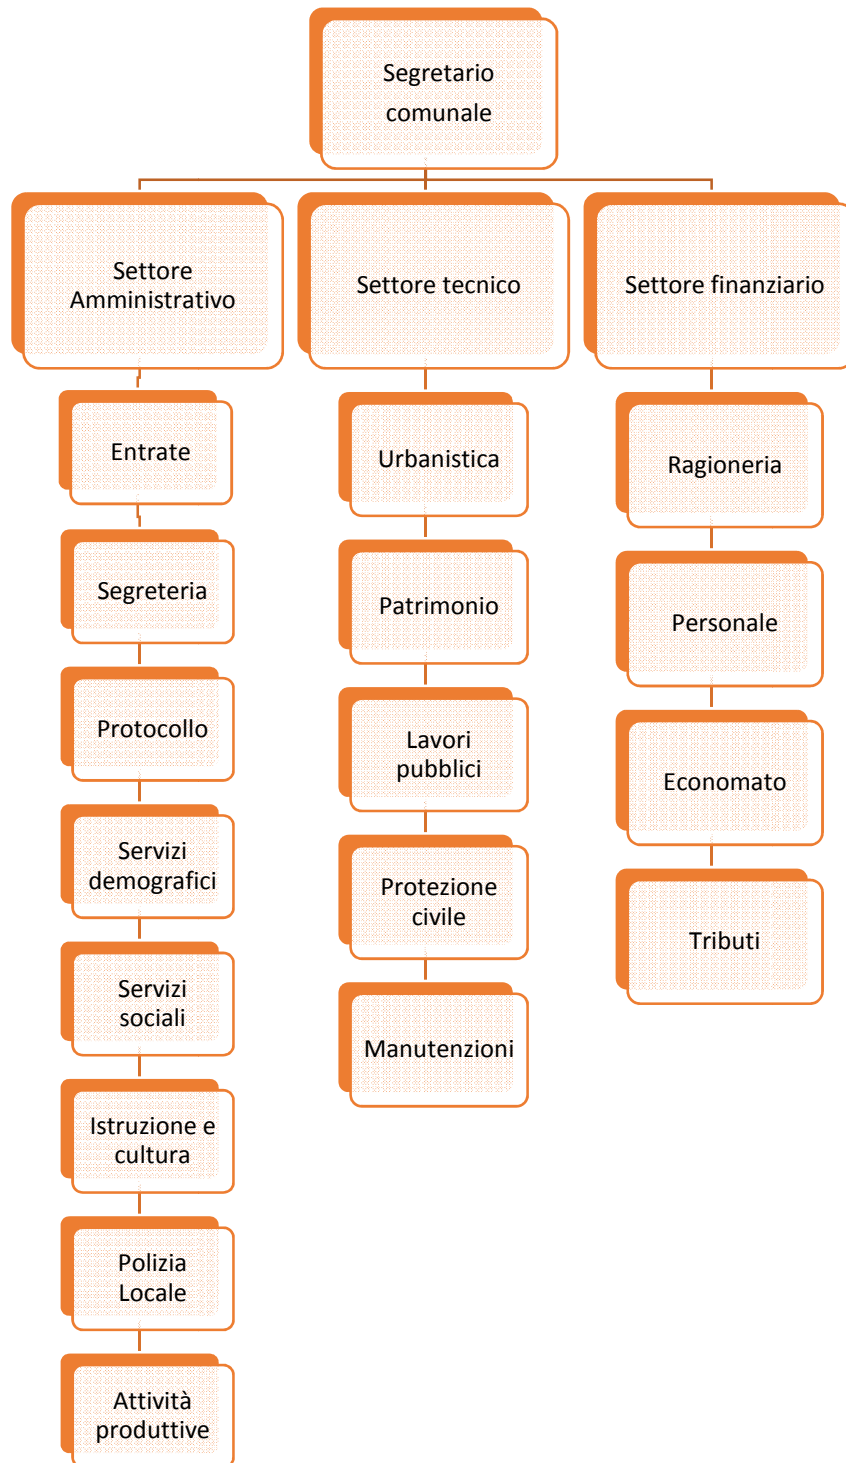 Segretario
comunale
Settore
Amministrativo
Entrate
Segreteria
Protocollo
Servizi
demografici
Servizi
sociali
Istruzione e
cultura
Polizia
Locale
Attività
produttive
Settore tecnico
Urbanistica
Patrimonio
Lavori
pubblici
Protezione
civile
Manutenzioni
Settore finanziario
Ragioneria
Personale
Economato
Tributi